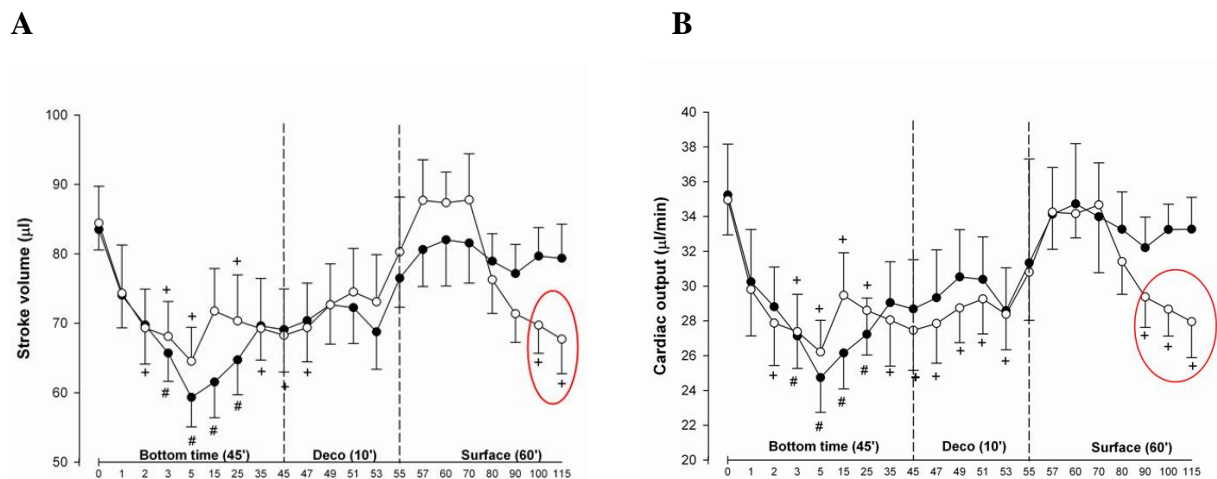 A
B
100
90
80
70
60
50
Stroke volume (µl)
+ + +
+ + + +
# # # #
+ +
Bottom time (45') Deco (10') Surface (60')
0 1 2 3 5 15 25 35 45 47 49 51 53 55 57 60 70 80 90 100 115
40
38
36
34
32
30
28
26
24
22
20
Cardiac output (µl/min)
+ + + +
+ + + + + + +
# # # #
+ + +
Bottom time (45') Deco (10') Surface (60')
0 1 2 3 5 15 25 35 45 47 49 51 53 55 57 60 70 80 90 100 115